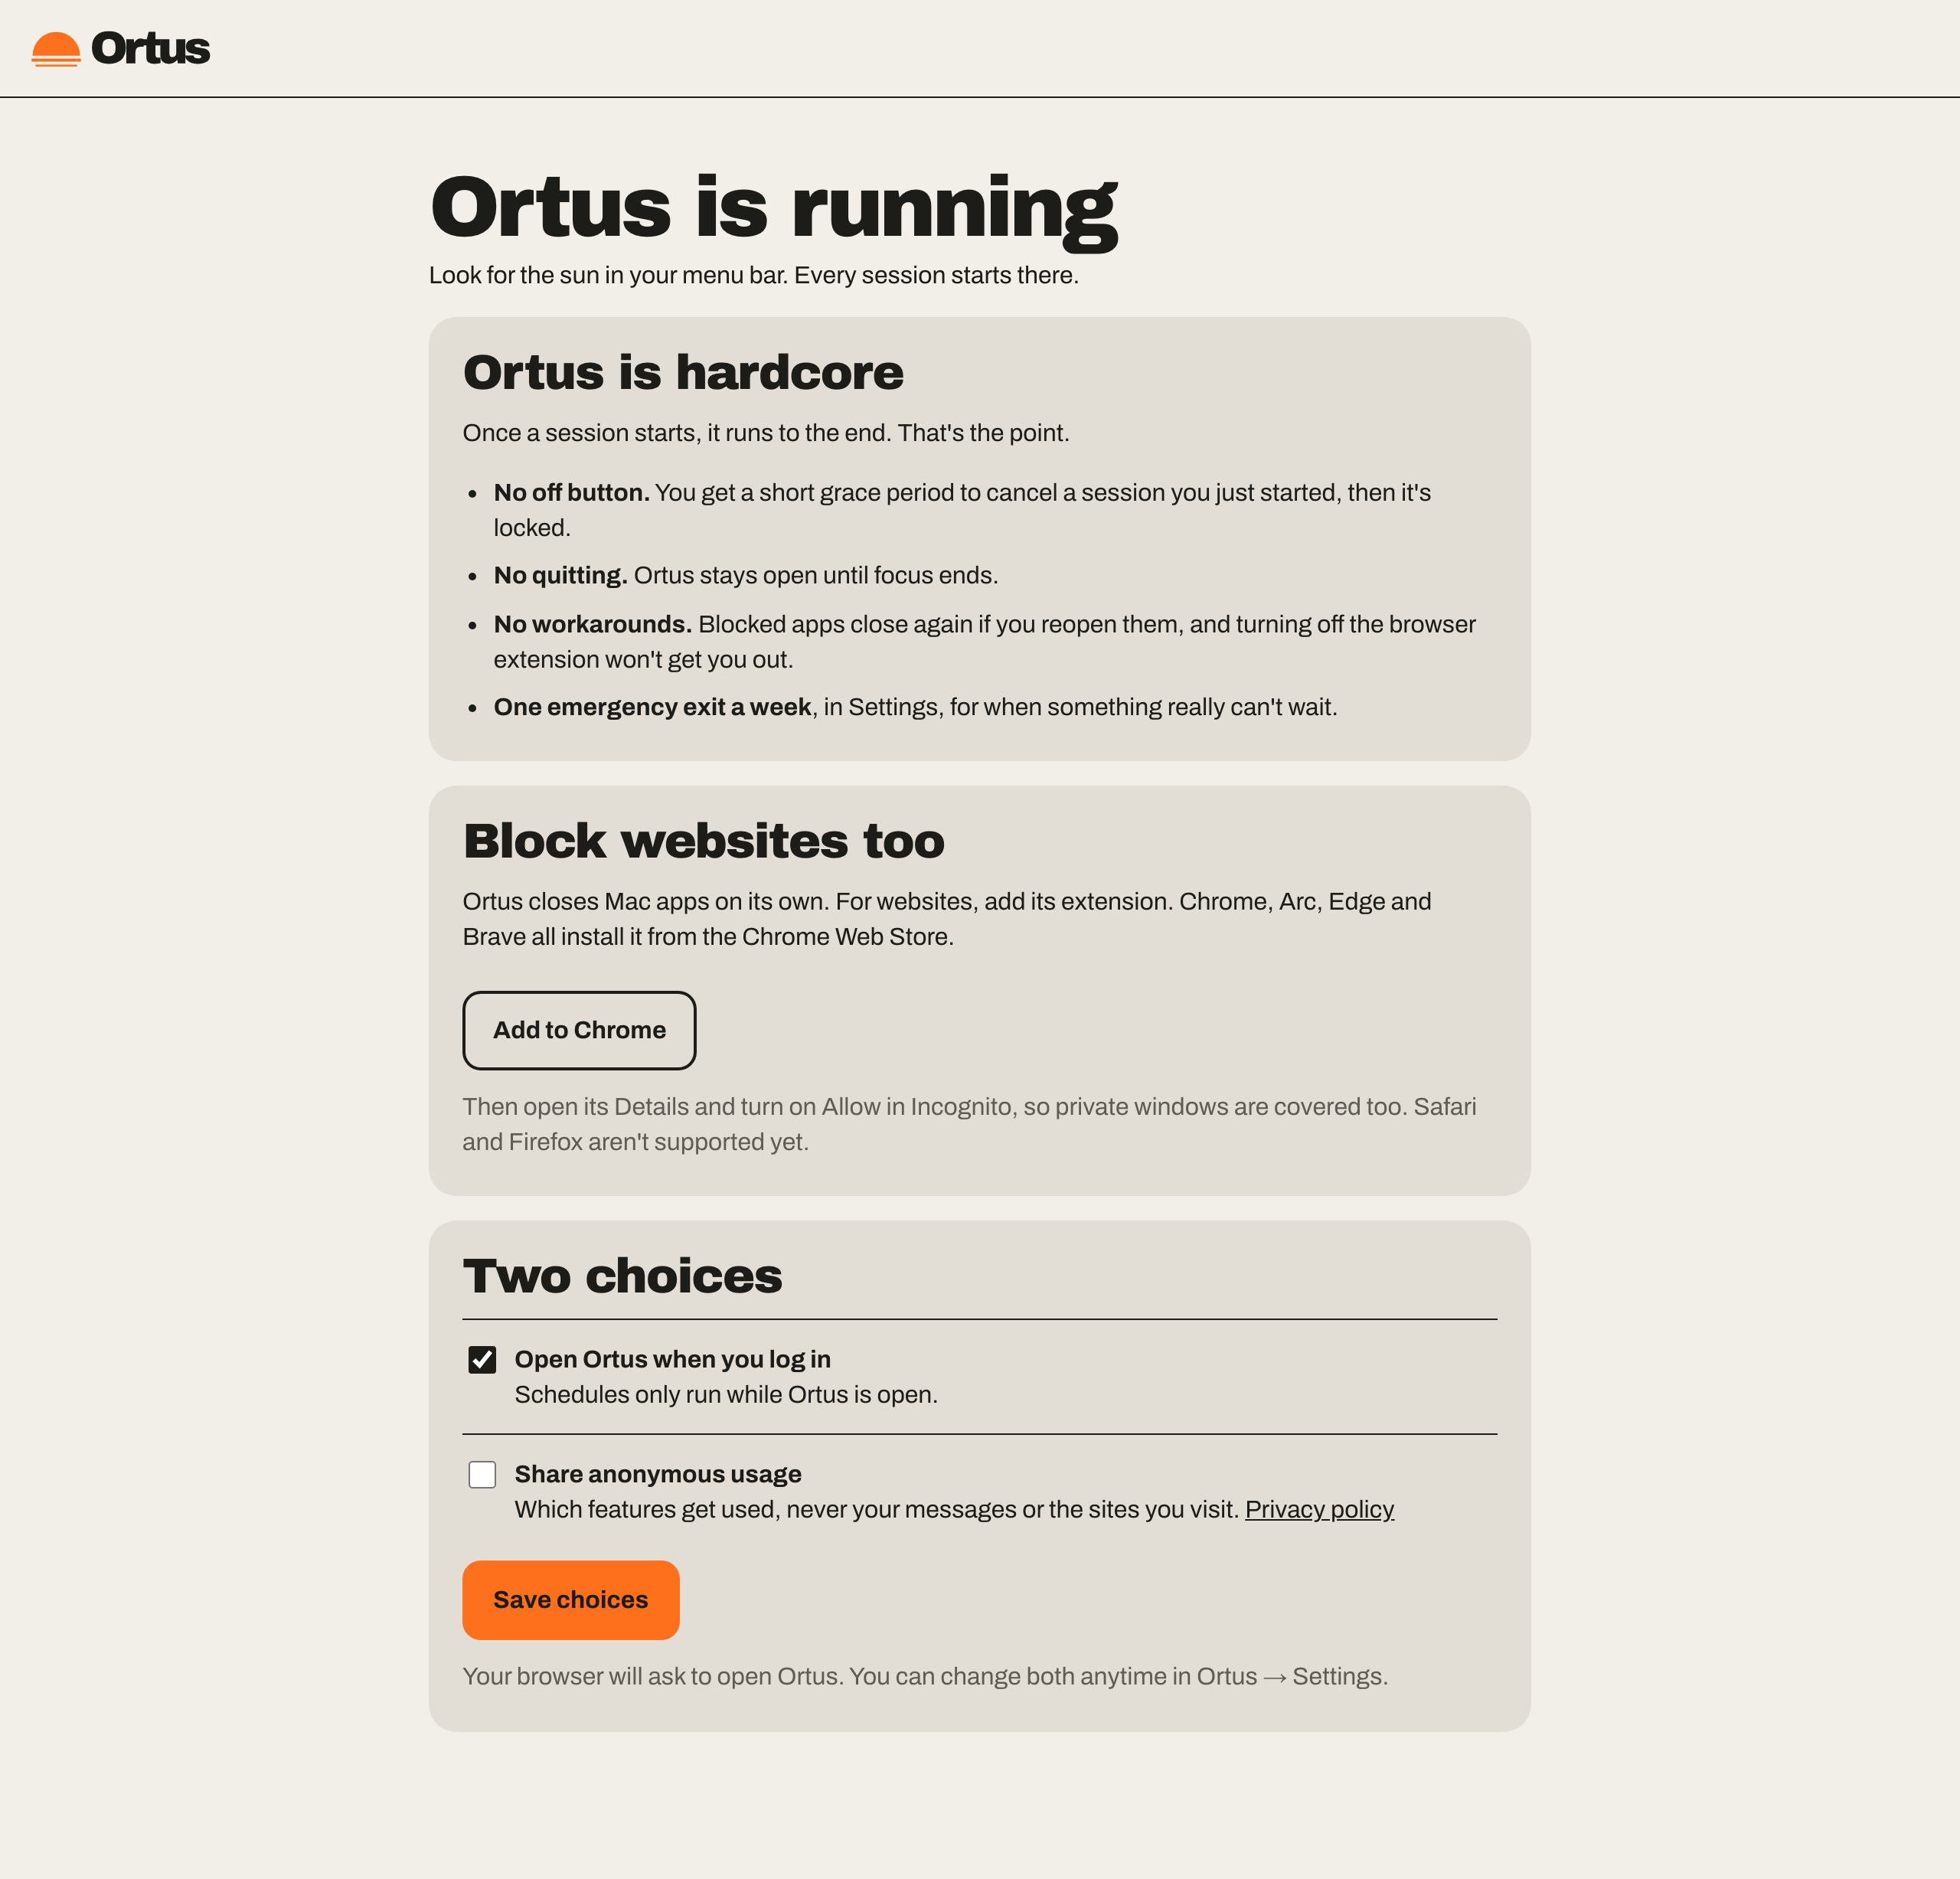 Ortus
Ortus is running
Look for the sun in your menu bar. Every session starts there.
Ortus is hardcore
Once a session starts, it runs to the end. That's the point.
• No off button. You get a short grace period to cancel a session you just started, then it's
locked.
• No quitting. Ortus stays open until focus ends.
• No workarounds. Blocked apps close again if you reopen them, and turning off the browser
extension won't get you out.
• One emergency exit a week, in Settings, for when something really can't wait.
Block websites too
Ortus closes Mac apps on its own. For websites, add its extension. Chrome, Arc, Edge and
Brave all install it from the Chrome Web Store.
Add to Chrome
Then open its Details and turn on Allow in Incognito, so private windows are covered too. Safari
and Firefox aren't supported yet.
Two choices
Open Ortus when you log in
Schedules only run while Ortus is open.
Share anonymous usage
Which features get used, never your messages or the sites you visit. Privacy policy
Save choices
Your browser will ask to open Ortus. You can change both anytime in Ortus → Settings.